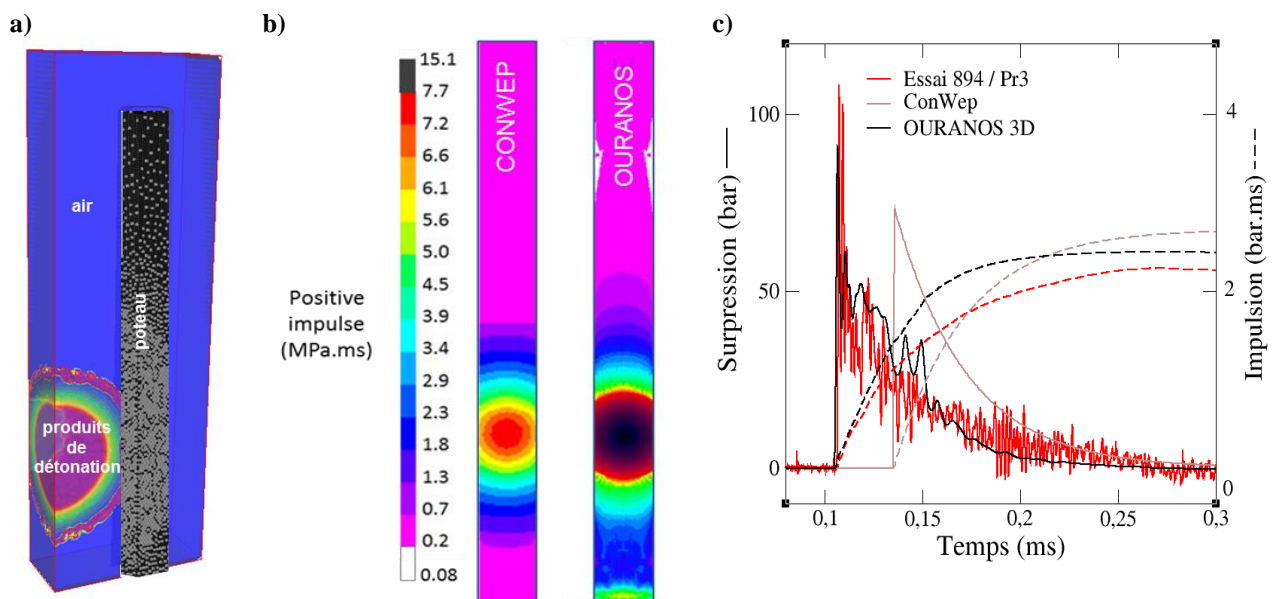 a)
air
poteau
produits
de
détonation
b)
Positive
impulse
(MPa.ms)
15.1
7.7
7.2
6.6
6.1
5.6
5.0
4.5
3.9
3.4
2.9
2.3
1.8
1.3
0.7
0.2
0.08
CONWEP
OURANOS
c)
Essai 894 / Pr3
ConWep
OURANOS 3D
Surpression (bar)
100
50
0
4
2
0
Impulsion (bar.ms)
0,1
0,15
0,2
0,25
0,3
Temps (ms)